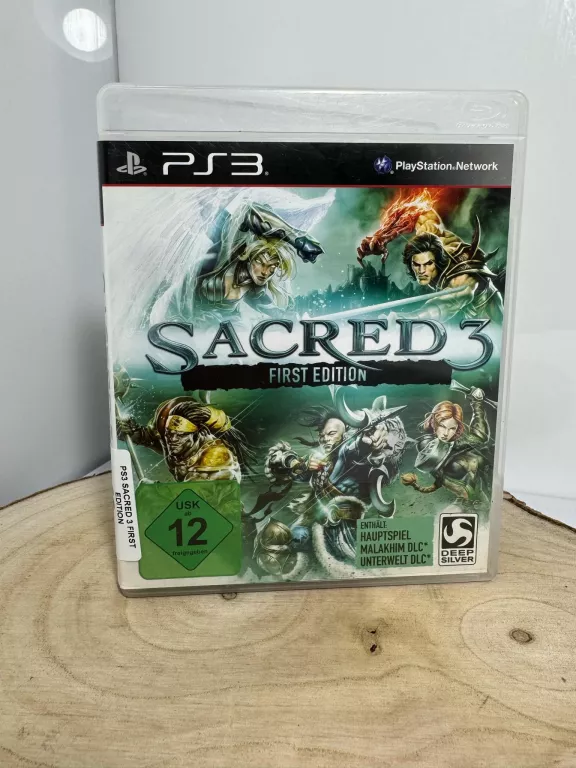 PS3
PlayStation®Network
SACRED 3
FIRST EDITION
PS3 SACRED 3 FIRST
EDITION
USK
ab
12
freigegeben
ENTHÄLT:
HAUPTSPIEL
MALAKHIM DLC*
UNTERWELT DLC*
DEEP
SILVER